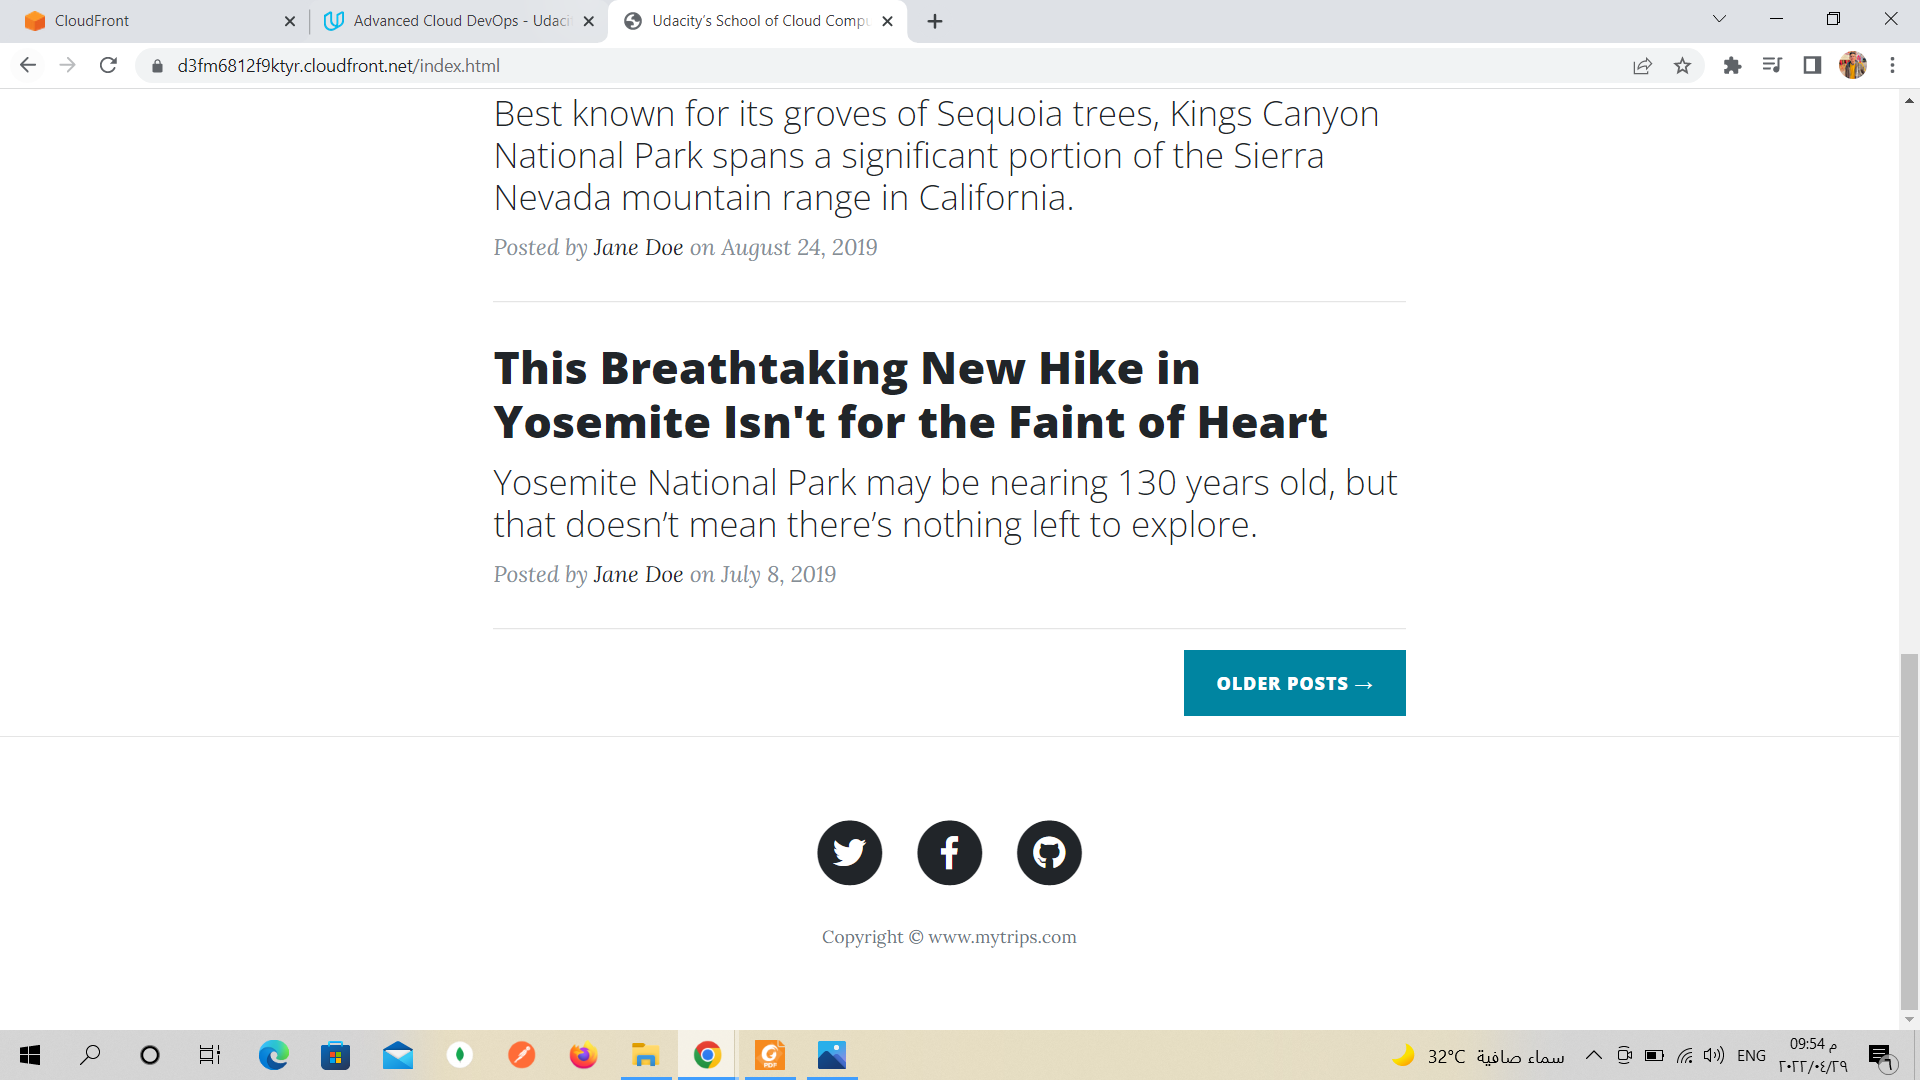 CloudFront
Advanced Cloud DevOps - Udaci
Udacity’s School of Cloud Compu
d3fm6812f9ktyr.cloudfront.net/index.html
Best known for its groves of Sequoia trees, Kings Canyon
National Park spans a significant portion of the Sierra
Nevada mountain range in California.
Posted by Jane Doe on August 24, 2019
This Breathtaking New Hike in
Yosemite Isn't for the Faint of Heart
Yosemite National Park may be nearing 130 years old, but
that doesn’t mean there’s nothing left to explore.
Posted by Jane Doe on July 8, 2019
OLDER POSTS →
Copyright © www.mytrips.com
PDF
32°C سماء صافية
ENG
09:54 م
٢٠٢٢/٠٤/٢٩
٦